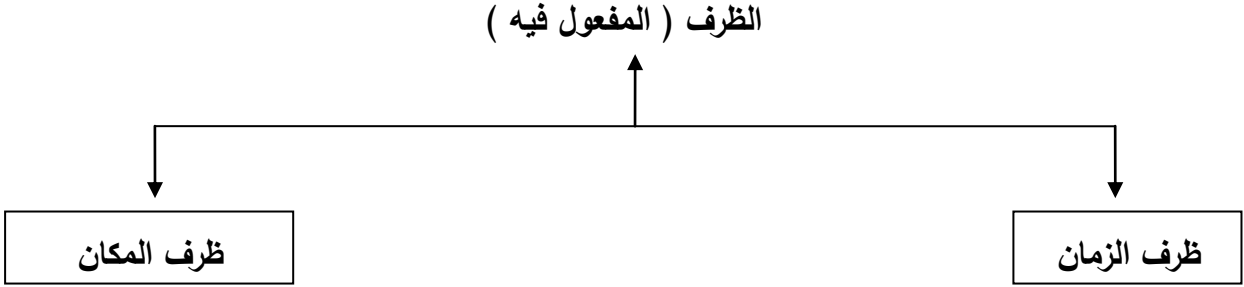 الظرف ( المفعول فيه )
ظرف الزمان
ظرف المكان